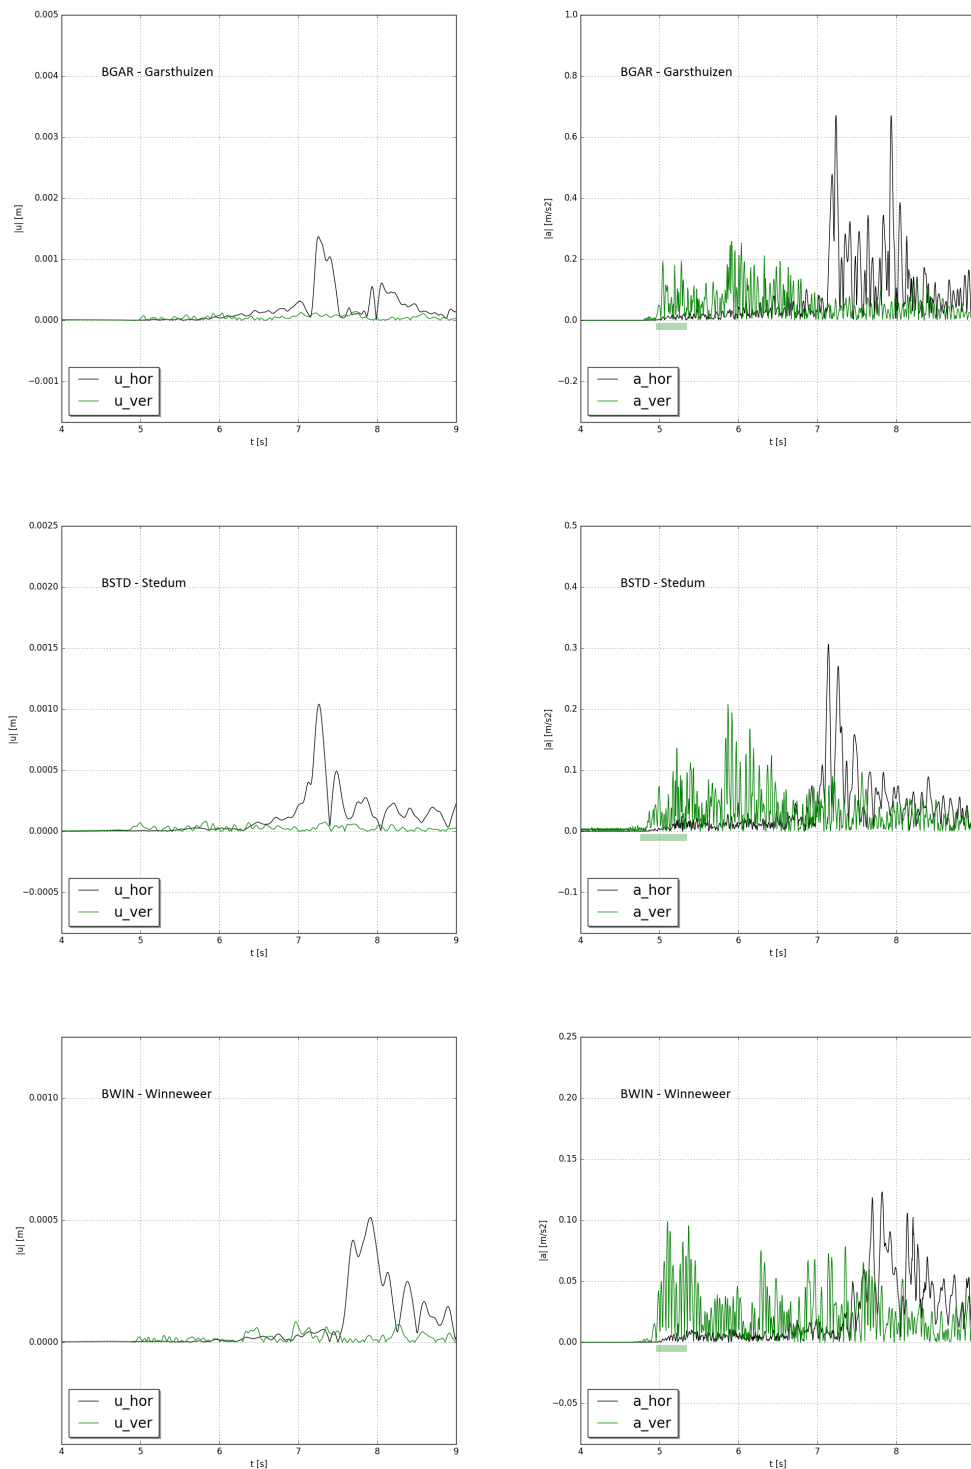 0.005
0.004
0.003
0.002
0.001
0.000
−0.001
|u| [m]
BGAR - Garsthuizen
u_hor
u_ver
4 5 6 7 8 9
t [s]
1.0
0.8
0.6
0.4
0.2
0.0
−0.2
|a| [m/s2]
BGAR - Garsthuizen
a_hor
a_ver
4 5 6 7 8
t [s]
0.0025
0.0020
0.0015
0.0010
0.0005
0.0000
−0.0005
|u| [m]
BSTD - Stedum
u_hor
u_ver
4 5 6 7 8 9
t [s]
0.5
0.4
0.3
0.2
0.1
0.0
−0.1
|a| [m/s2]
BSTD - Stedum
a_hor
a_ver
4 5 6 7 8
t [s]
0.0010
0.0005
0.0000
|u| [m]
BWIN - Winneweer
u_hor
u_ver
4 5 6 7 8 9
t [s]
0.25
0.20
0.15
0.10
0.05
0.00
−0.05
|a| [m/s2]
BWIN - Winneweer
a_hor
a_ver
4 5 6 7 8
t [s]